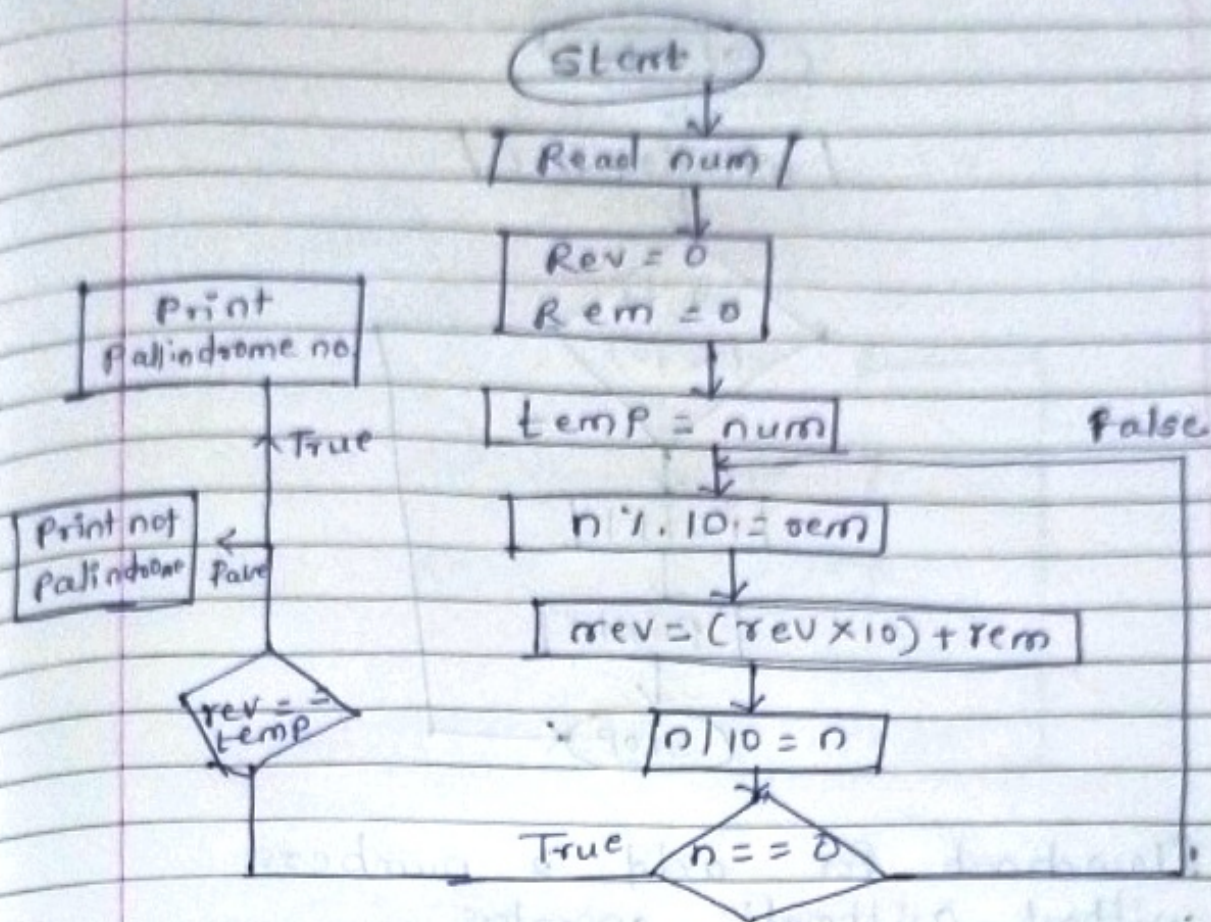 Start
Read num
Rev = 0
Rem = 0
temp = num
False
n %. 10 = rem
rev = (rev X10) + rem
n/10 = n
n == 0
True
rev ==
temp
False
Print not
Palindrome
True
Print
Pallindrome no